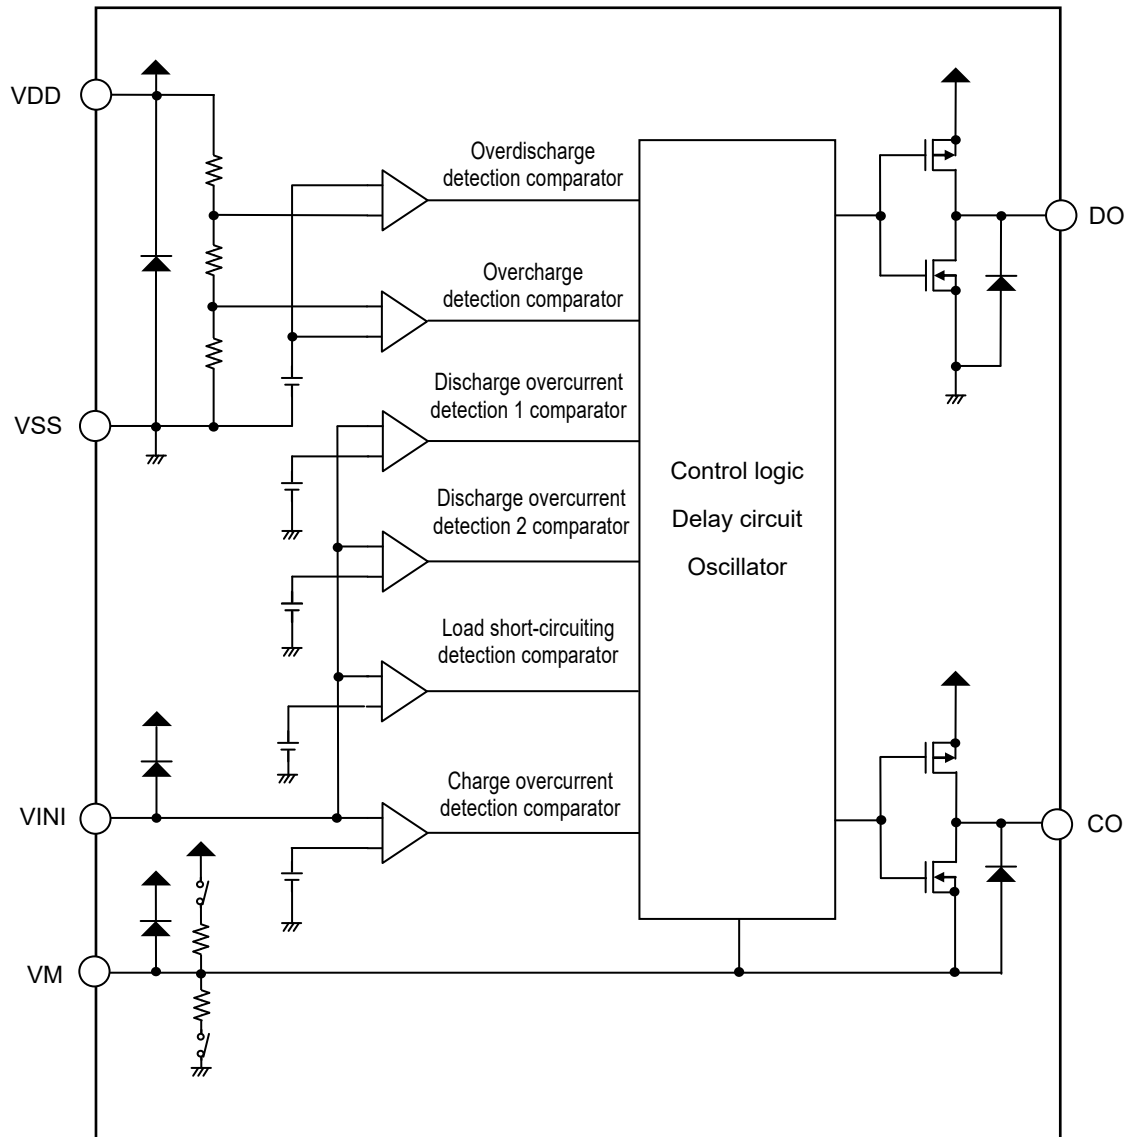 VDD
Overdischarge
detection comparator
DO
Overcharge
detection comparator
Discharge overcurrent
detection 1 comparator
VSS
Control logic
Delay circuit
Oscillator
Discharge overcurrent
detection 2 comparator
Load short-circuiting
detection comparator
Charge overcurrent
detection comparator
VINI
CO
VM